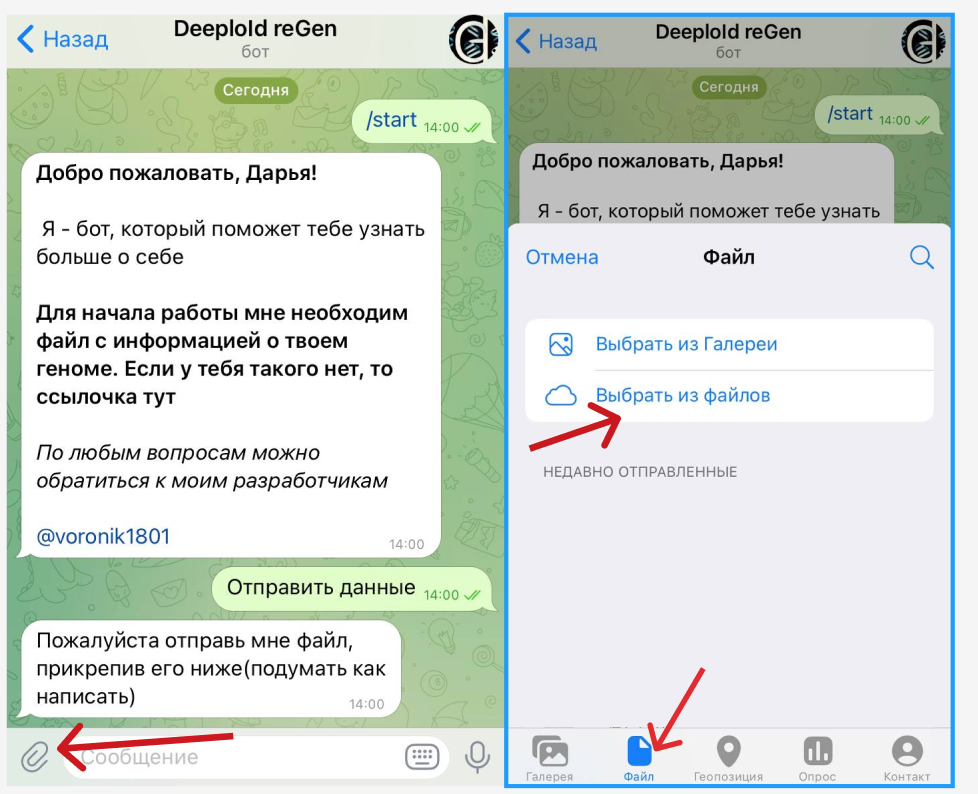 Назад
Deeplold reGen
бот
Сегодня
/start 14:00
Добро пожаловать, Дарья!
Я - бот, который поможет тебе узнать
больше о себе
Для начала работы мне необходим
файл с информацией о твоем
геноме. Если у тебя такого нет, то
ссылочка тут
По любым вопросам можно
обратиться к моим разработчикам
@voronik1801
14:00
Отправить данные 14:00
Пожалуйста отправь мне файл,
прикрепив его ниже(подумать как
написать)
14:00
Сообщение
Назад
Deeplold reGen
бот
Сегодня
/start 14:00
Добро пожаловать, Дарья!
Я - бот, который поможет тебе узнать
Отмена
Файл
Выбрать из Галереи
Выбрать из файлов
НЕДАВНО ОТПРАВЛЕННЫЕ
Галерея
Файл
Геопозиция
Опрос
Контакт